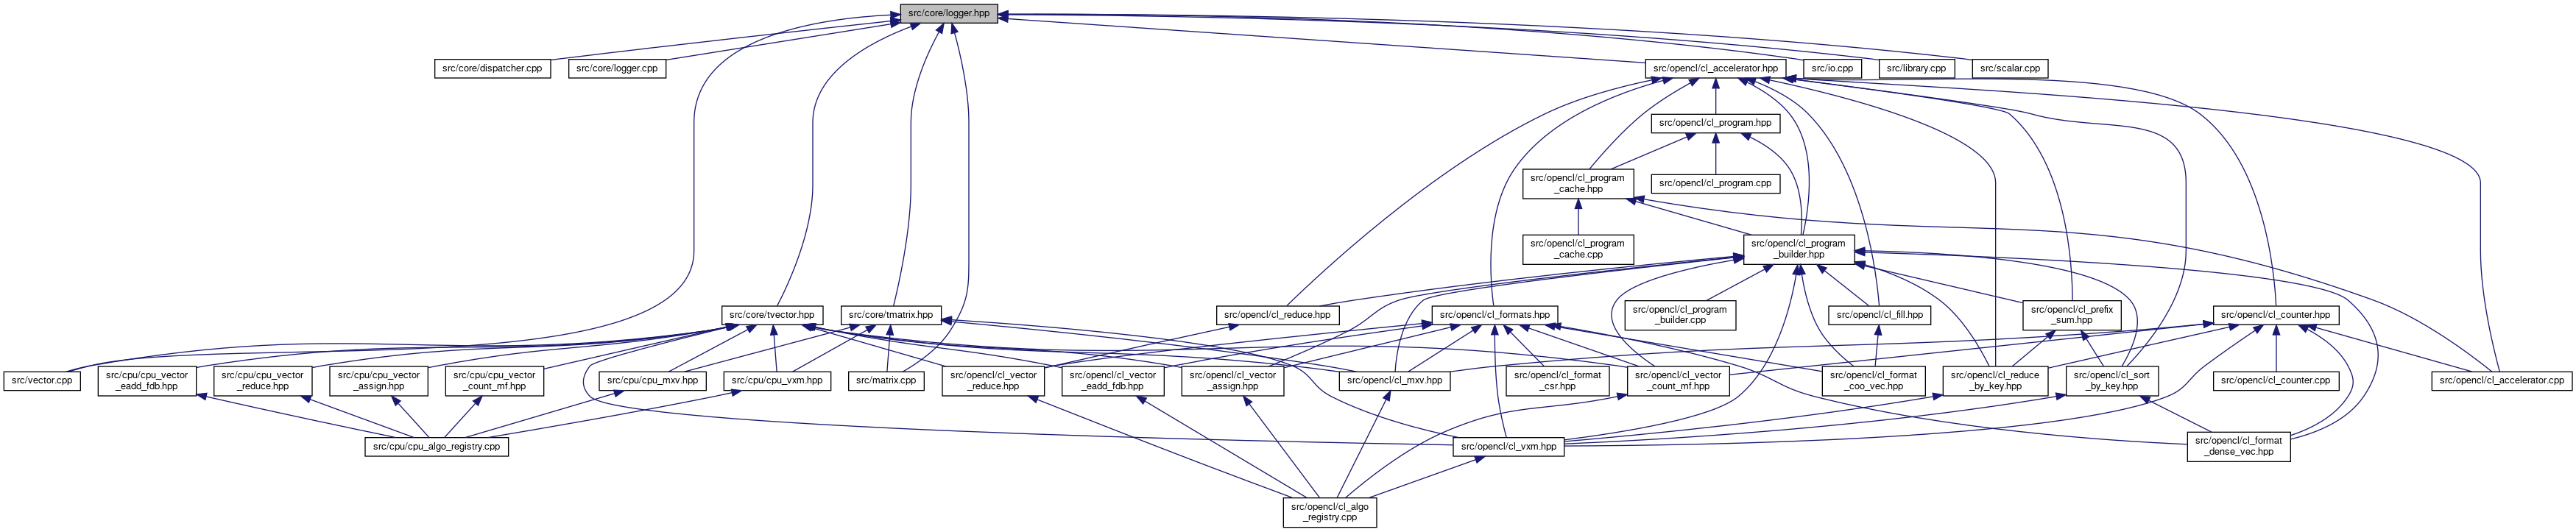 src/core/logger.hpp
src/core/dispatcher.cpp
src/core/logger.cpp
src/opencl/cl_accelerator.hpp
src/io.cpp
src/library.cpp
src/scalar.cpp
src/opencl/cl_program.hpp
src/opencl/cl_program
_cache.hpp
src/opencl/cl_program.cpp
src/opencl/cl_program
_cache.cpp
src/opencl/cl_program
_builder.hpp
src/core/tvector.hpp
src/core/tmatrix.hpp
src/opencl/cl_reduce.hpp
src/opencl/cl_formats.hpp
src/opencl/cl_program
_builder.cpp
src/opencl/cl_fill.hpp
src/opencl/cl_prefix
_sum.hpp
src/opencl/cl_counter.hpp
src/vector.cpp
src/cpu/cpu_vector
_eadd_fdb.hpp
src/cpu/cpu_vector
_reduce.hpp
src/cpu/cpu_vector
_assign.hpp
src/cpu/cpu_vector
_count_mf.hpp
src/cpu/cpu_mxv.hpp
src/cpu/cpu_vxm.hpp
src/matrix.cpp
src/opencl/cl_vector
_reduce.hpp
src/opencl/cl_vector
_eadd_fdb.hpp
src/opencl/cl_vector
_assign.hpp
src/opencl/cl_mxv.hpp
src/opencl/cl_format
_csr.hpp
src/opencl/cl_vector
_count_mf.hpp
src/opencl/cl_format
_coo_vec.hpp
src/opencl/cl_reduce
_by_key.hpp
src/opencl/cl_sort
_by_key.hpp
src/opencl/cl_counter.cpp
src/opencl/cl_accelerator.cpp
src/cpu/cpu_algo_registry.cpp
src/opencl/cl_vxm.hpp
src/opencl/cl_format
_dense_vec.hpp
src/opencl/cl_algo
_registry.cpp